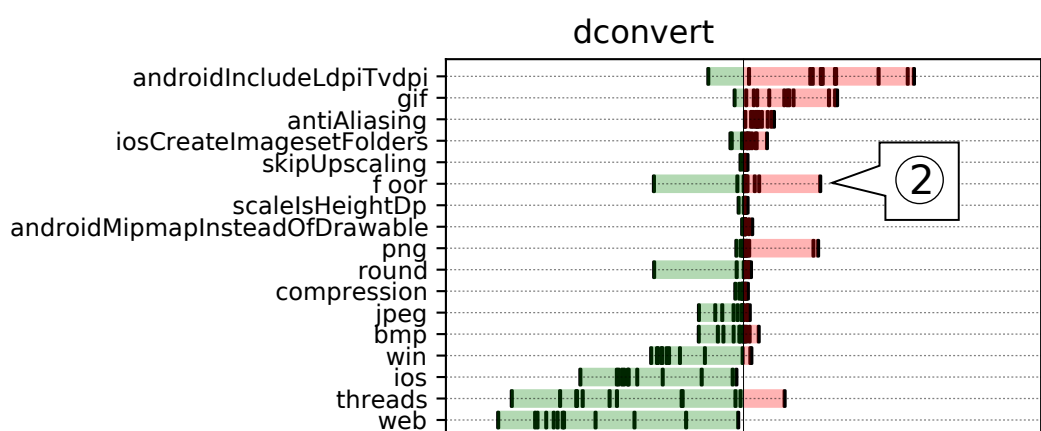 dconvert
androidIncludeLdpiTvdpi
gif
antiAliasing
iosCreateImagesetFolders
skipUpscaling
f oor
2
scaleIsHeightDp
androidMipmapInsteadOfDrawable
png
round
compression
jpeg
bmp
win
ios
threads
web